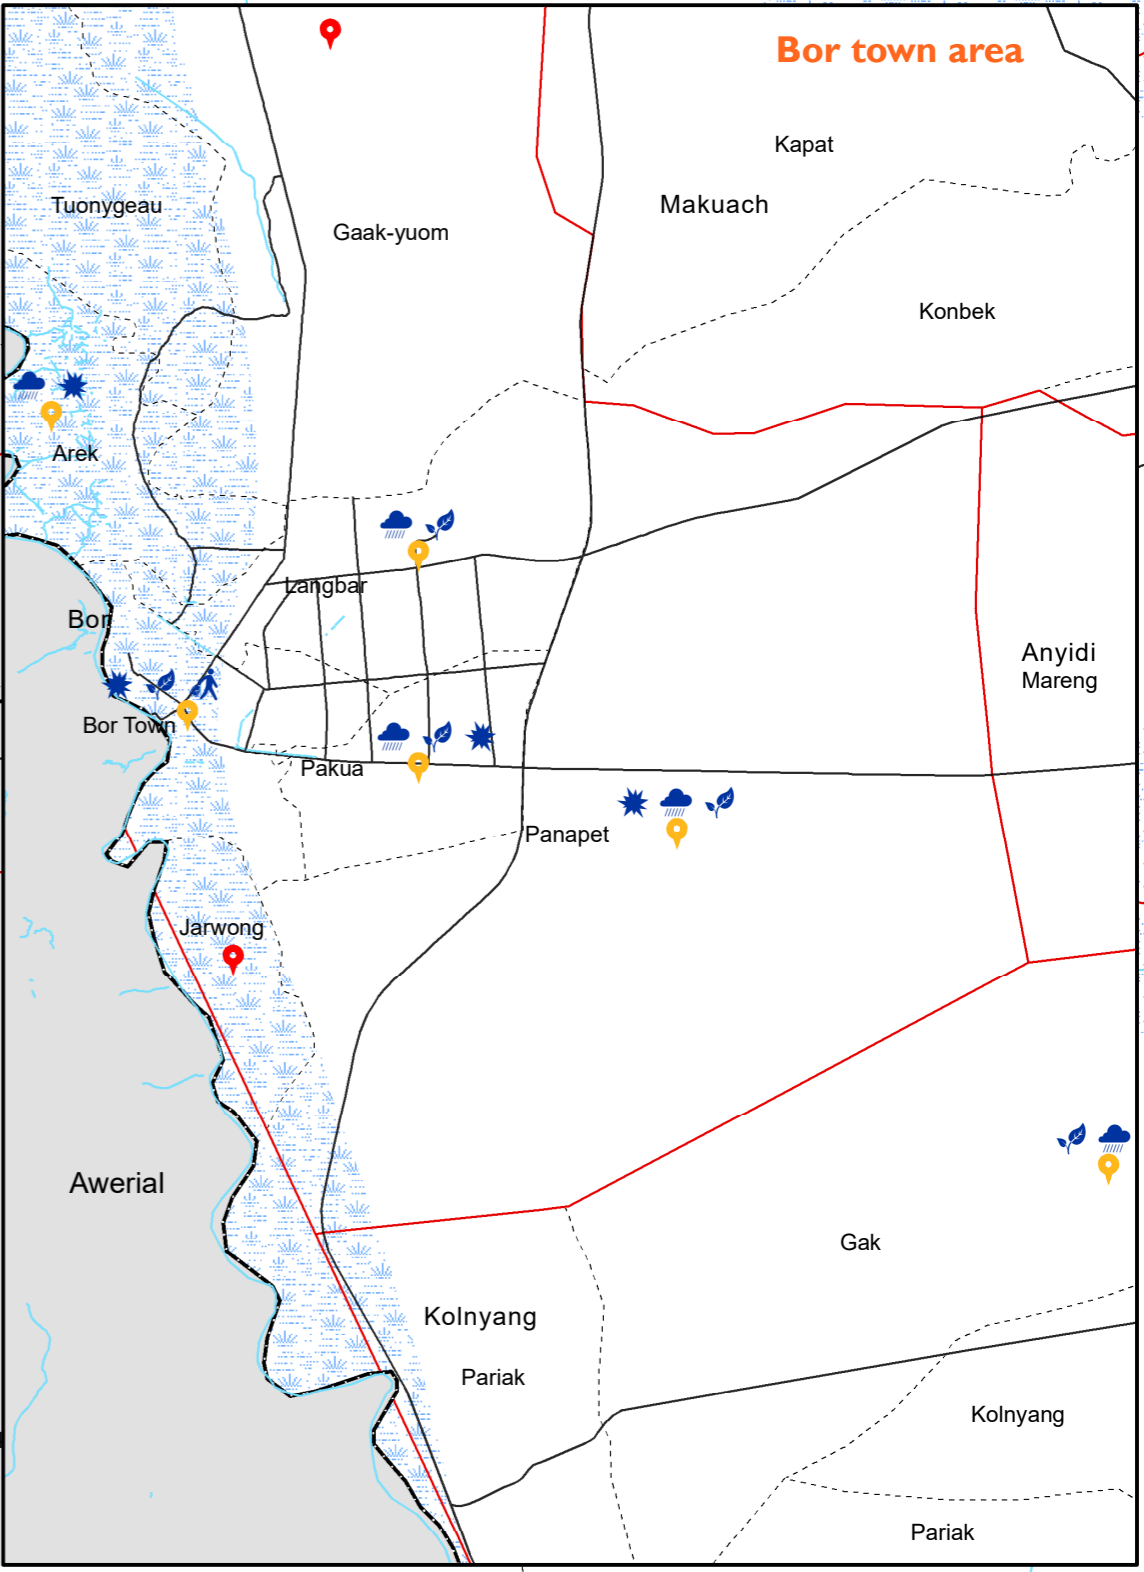 Bor town area
Kapat
Makuach
Tuonygeau
Gaak-yuom
Konbek
Arek
Langbar
Bor
Anyidi
Mareng
Bor Town
Pakua
Panapet
Jarwong
Awerial
Gak
Kolnyang
Pariak
Kolnyang
Pariak